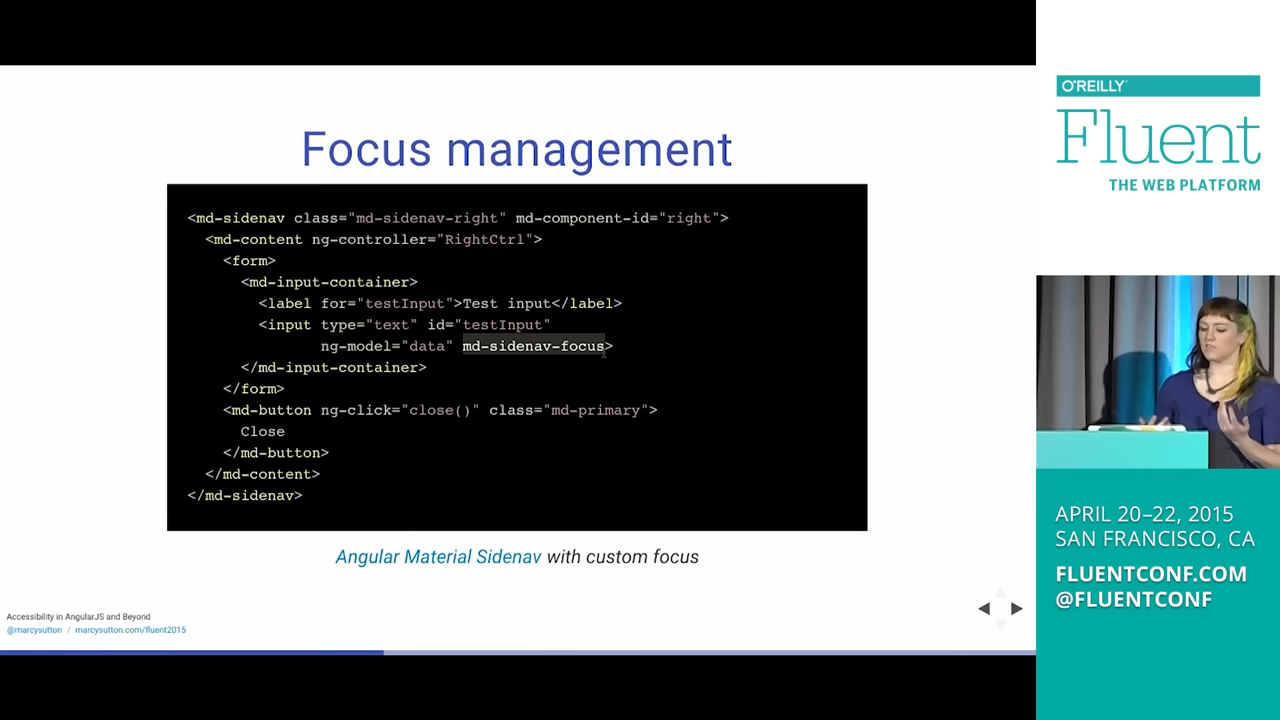 Focus management
<md-sidenav class="md-sidenav-right" md-component-id="right">
<md-content ng-controller="RightCtrl">
<form>
<md-input-container>
<label for="testInput">Test input</label>
<input type="text" id="testInput"
ng-model="data" md-sidenav-focus>
</md-input-container>
</form>
<md-button ng-click="close()" class="md-primary">
Close
</md-button>
</md-content>
</md-sidenav>
Angular Material Sidenav with custom focus
Accessibility in AngularJS and Beyond
@marcysutton / marcysutton.com/fluent2015
O'REILLY
Fluent
THE WEB PLATFORM
APRIL 20–22, 2015
SAN FRANCISCO, CA
FLUENTCONF.COM
@FLUENTCONF